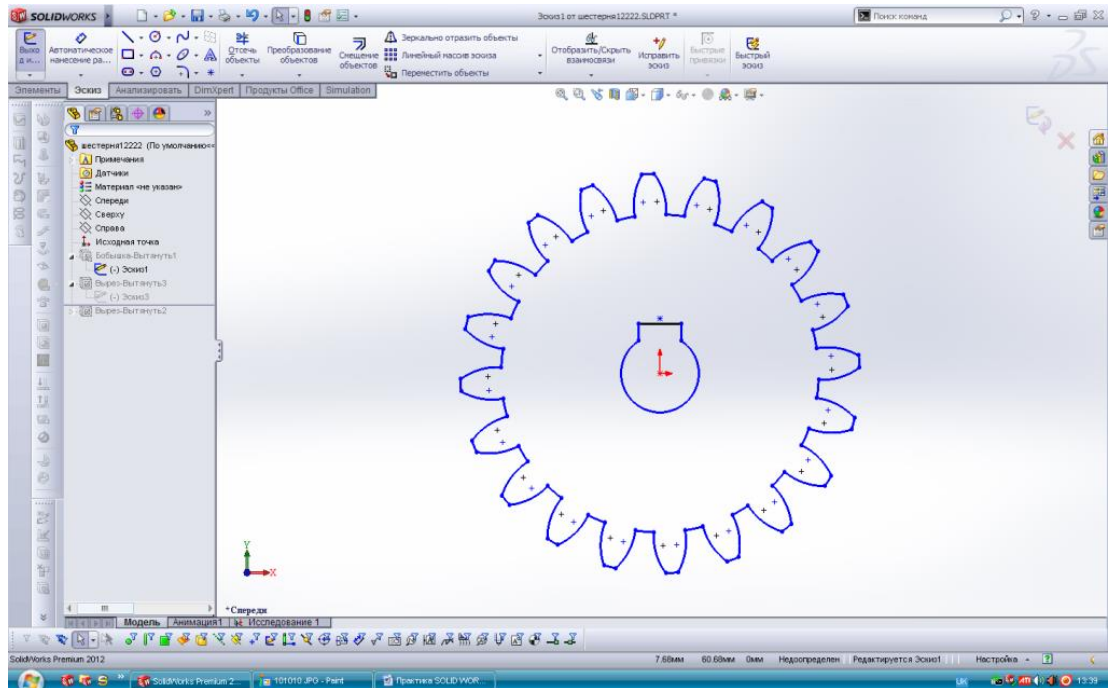 SOLIDWORKS
Эскиз1 от шестерня12222.SLDPRT *
Поиск команд
Выхо д и...
Автоматическое нанесение ра...
Отсечь объекты
Преобразование объектов
Смещение объектов
Зеркально отразить объекты
Линейный массив эскиза
Переместить объекты
Отобразить/Скрыть взаимосвязи
Исправить эскиз
Быстрые привязки
Быстрый эскиз
Элементы Эскиз Анализировать DimXpert Продукты Office Simulation
шестерня12222 (По умолчанию<<
Примечания
Датчики
Материал <не указан>
Спереди
Сверху
Справа
Исходная точка
Бобышка-Вытянуть1
(-) Эскиз1
Вырез-Вытянуть3
(-) Эскиз3
Вырез-Вытянуть2
Y
X
*Спереди
Модель Анимация1 Исследование 1
SolidWorks Premium 2012 7.68мм 60.68мм 0мм Недоопределен Редактируется Эскиз1 Настройка
SolidWorks Premium 2... 101010.JPG - Paint Практика SOLID WOR... UK 13:39